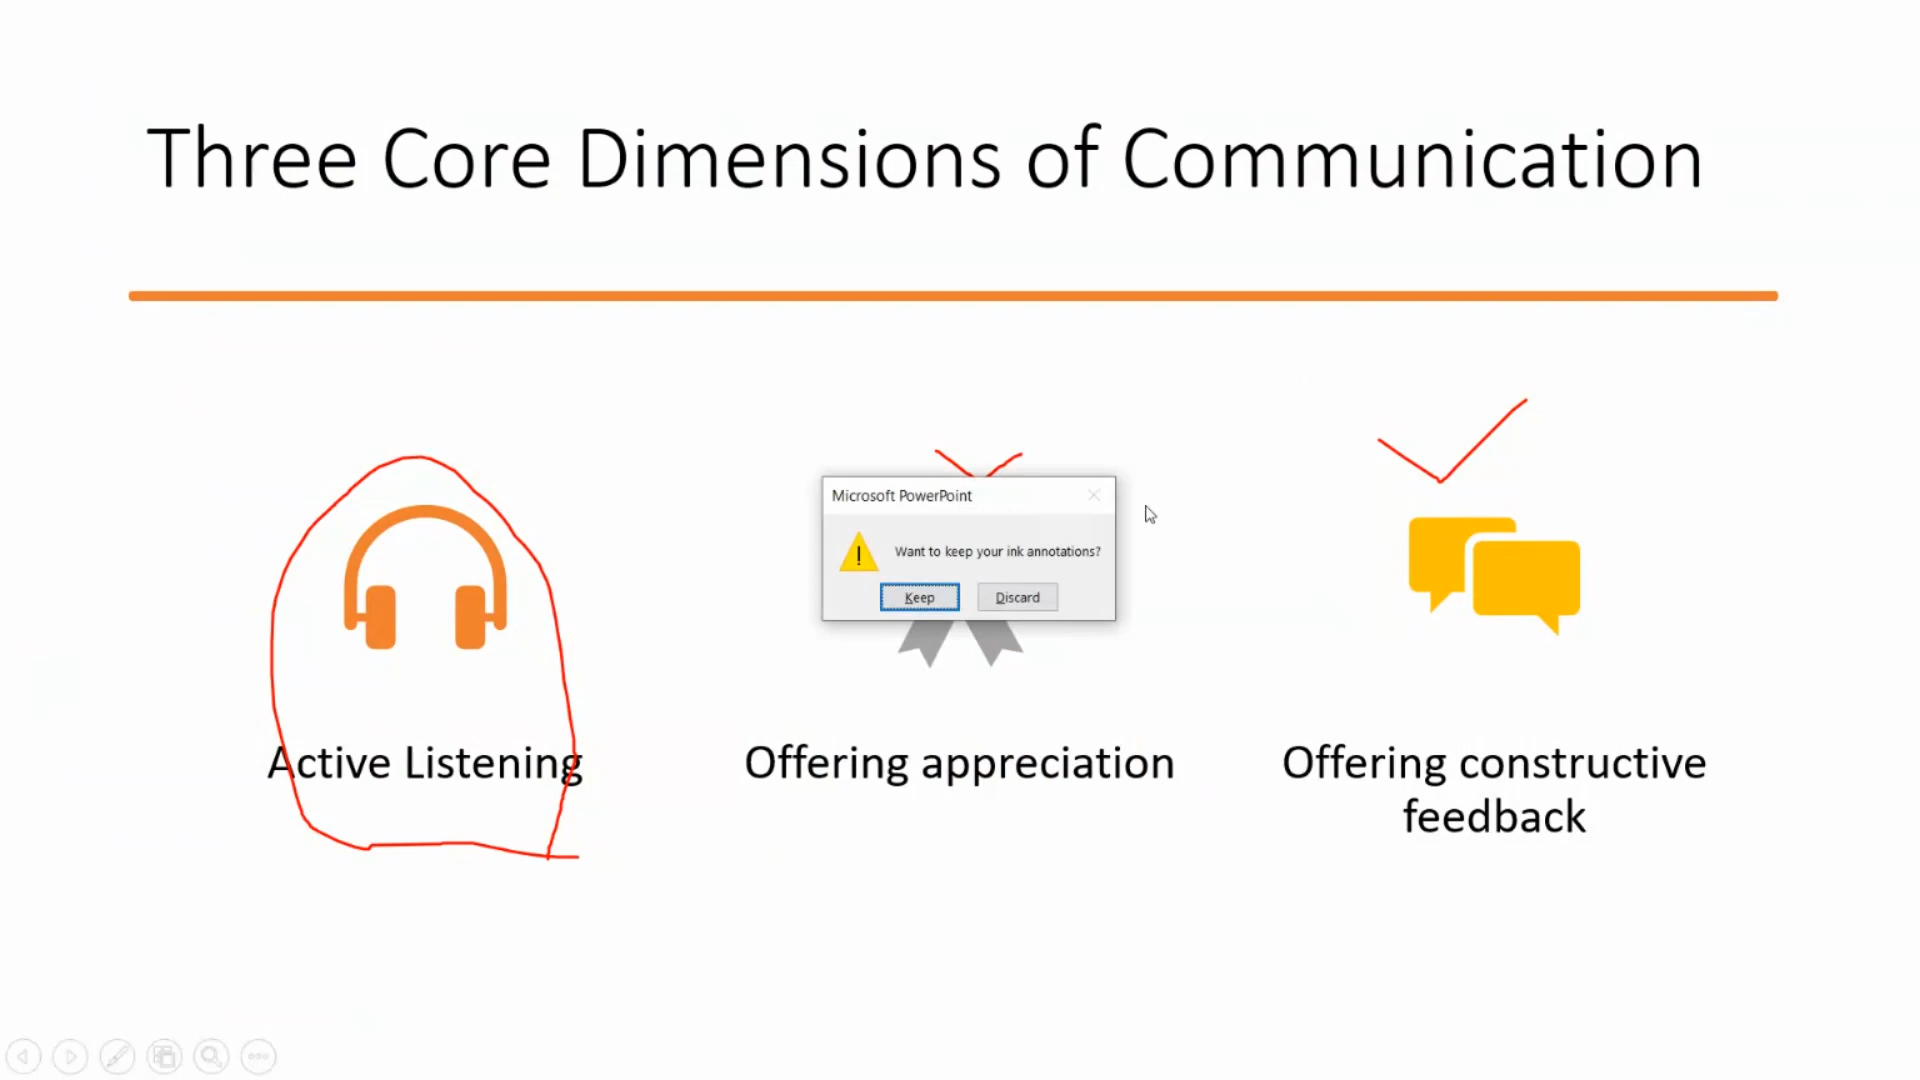 Three Core Dimensions of Communication
Microsoft PowerPoint
Want to keep your ink annotations?
Keep
Discard
Active Listening
Offering appreciation
Offering constructive
feedback